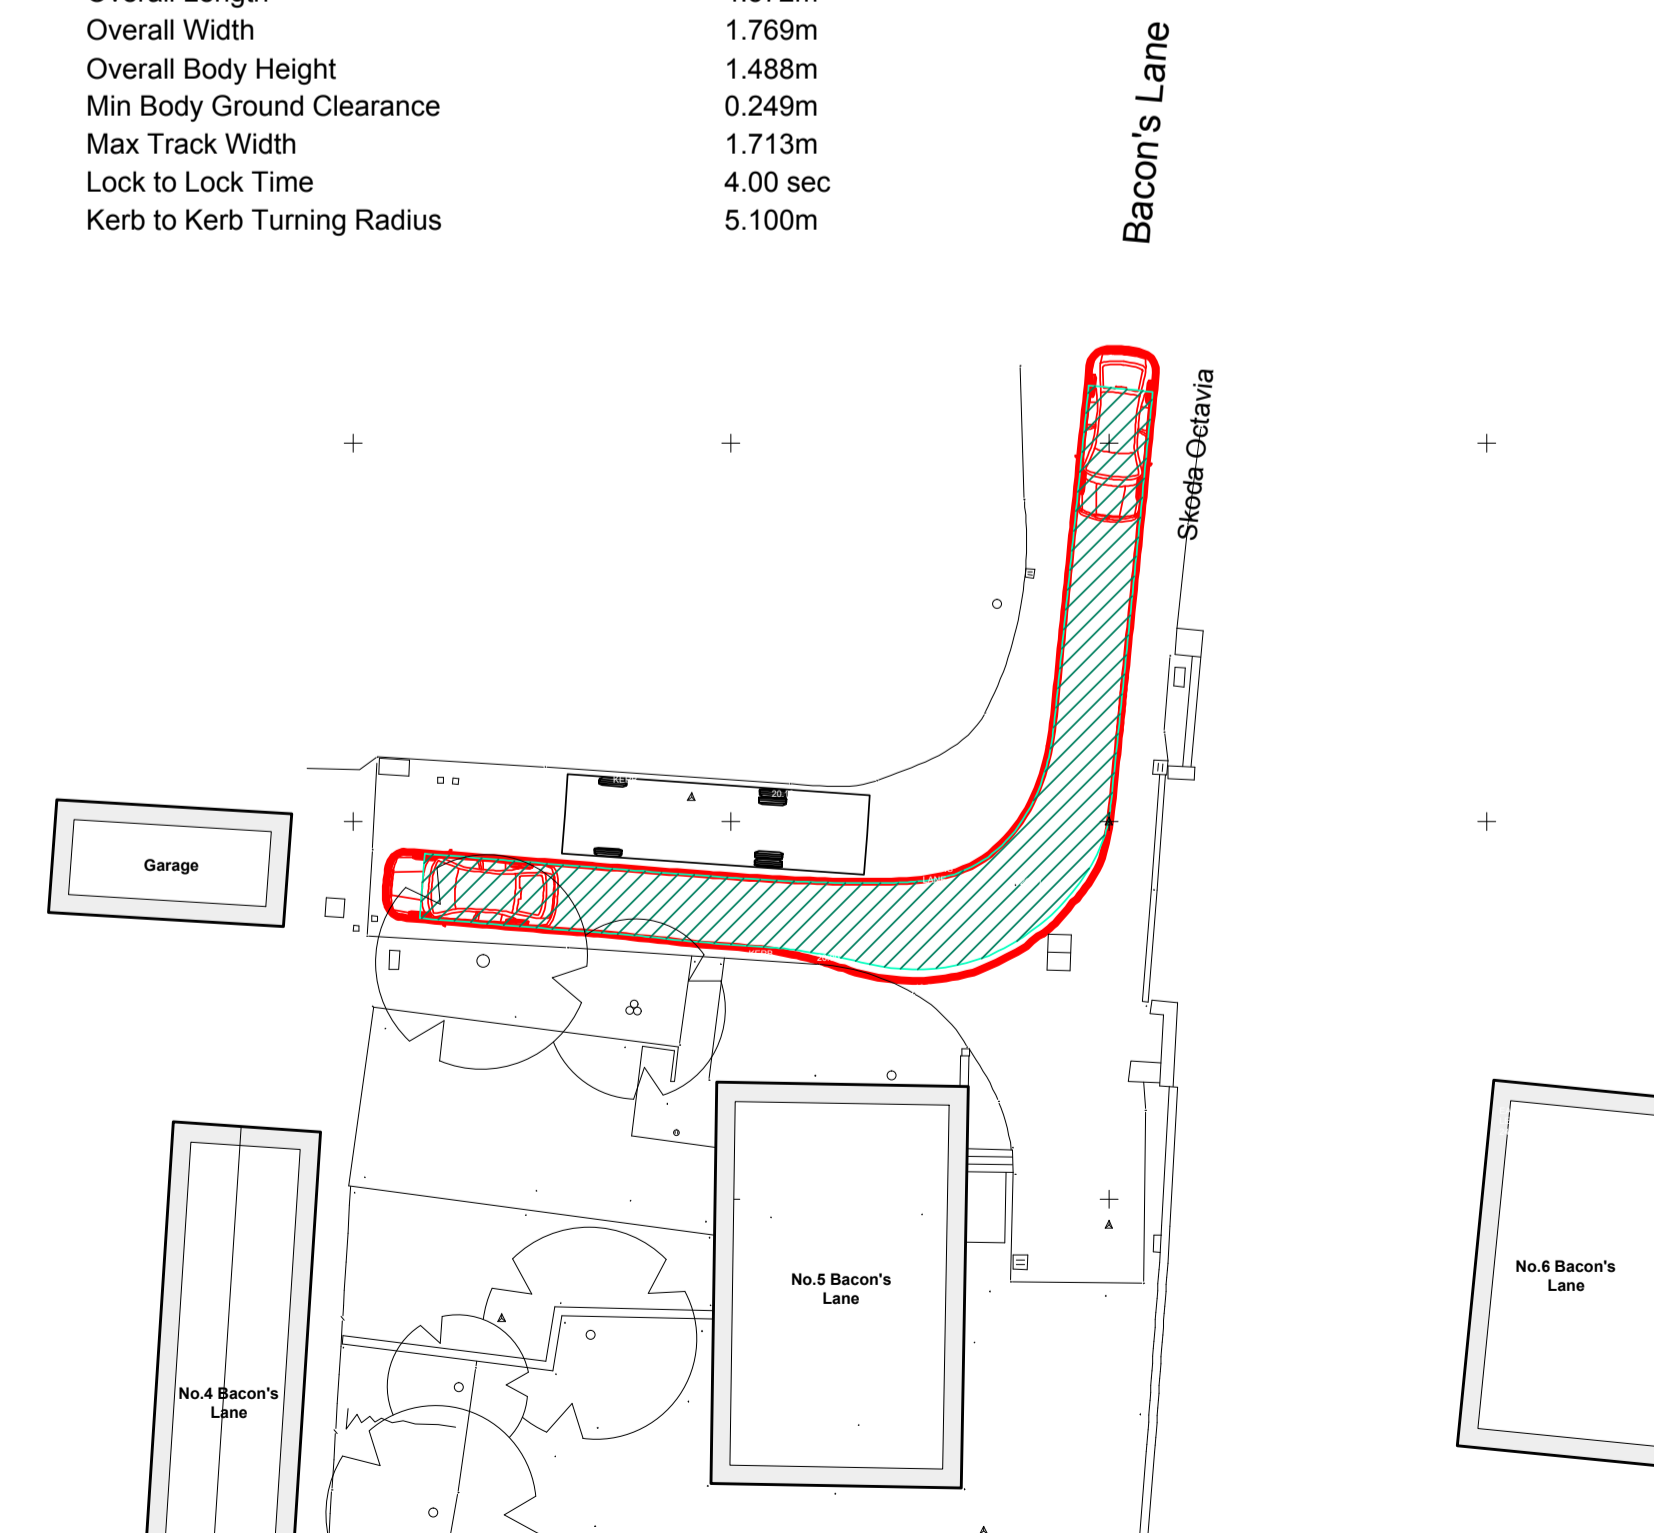 Overall Width 1.769m
Overall Body Height 1.488m
Min Body Ground Clearance 0.249m
Max Track Width 1.713m
Lock to Lock Time 4.00 sec
Kerb to Kerb Turning Radius 5.100m
Bacon's Lane
Skoda Octavia
Garage
No.5 Bacon's
Lane
No.6 Bacon's
Lane
No.4 Bacon's
Lane